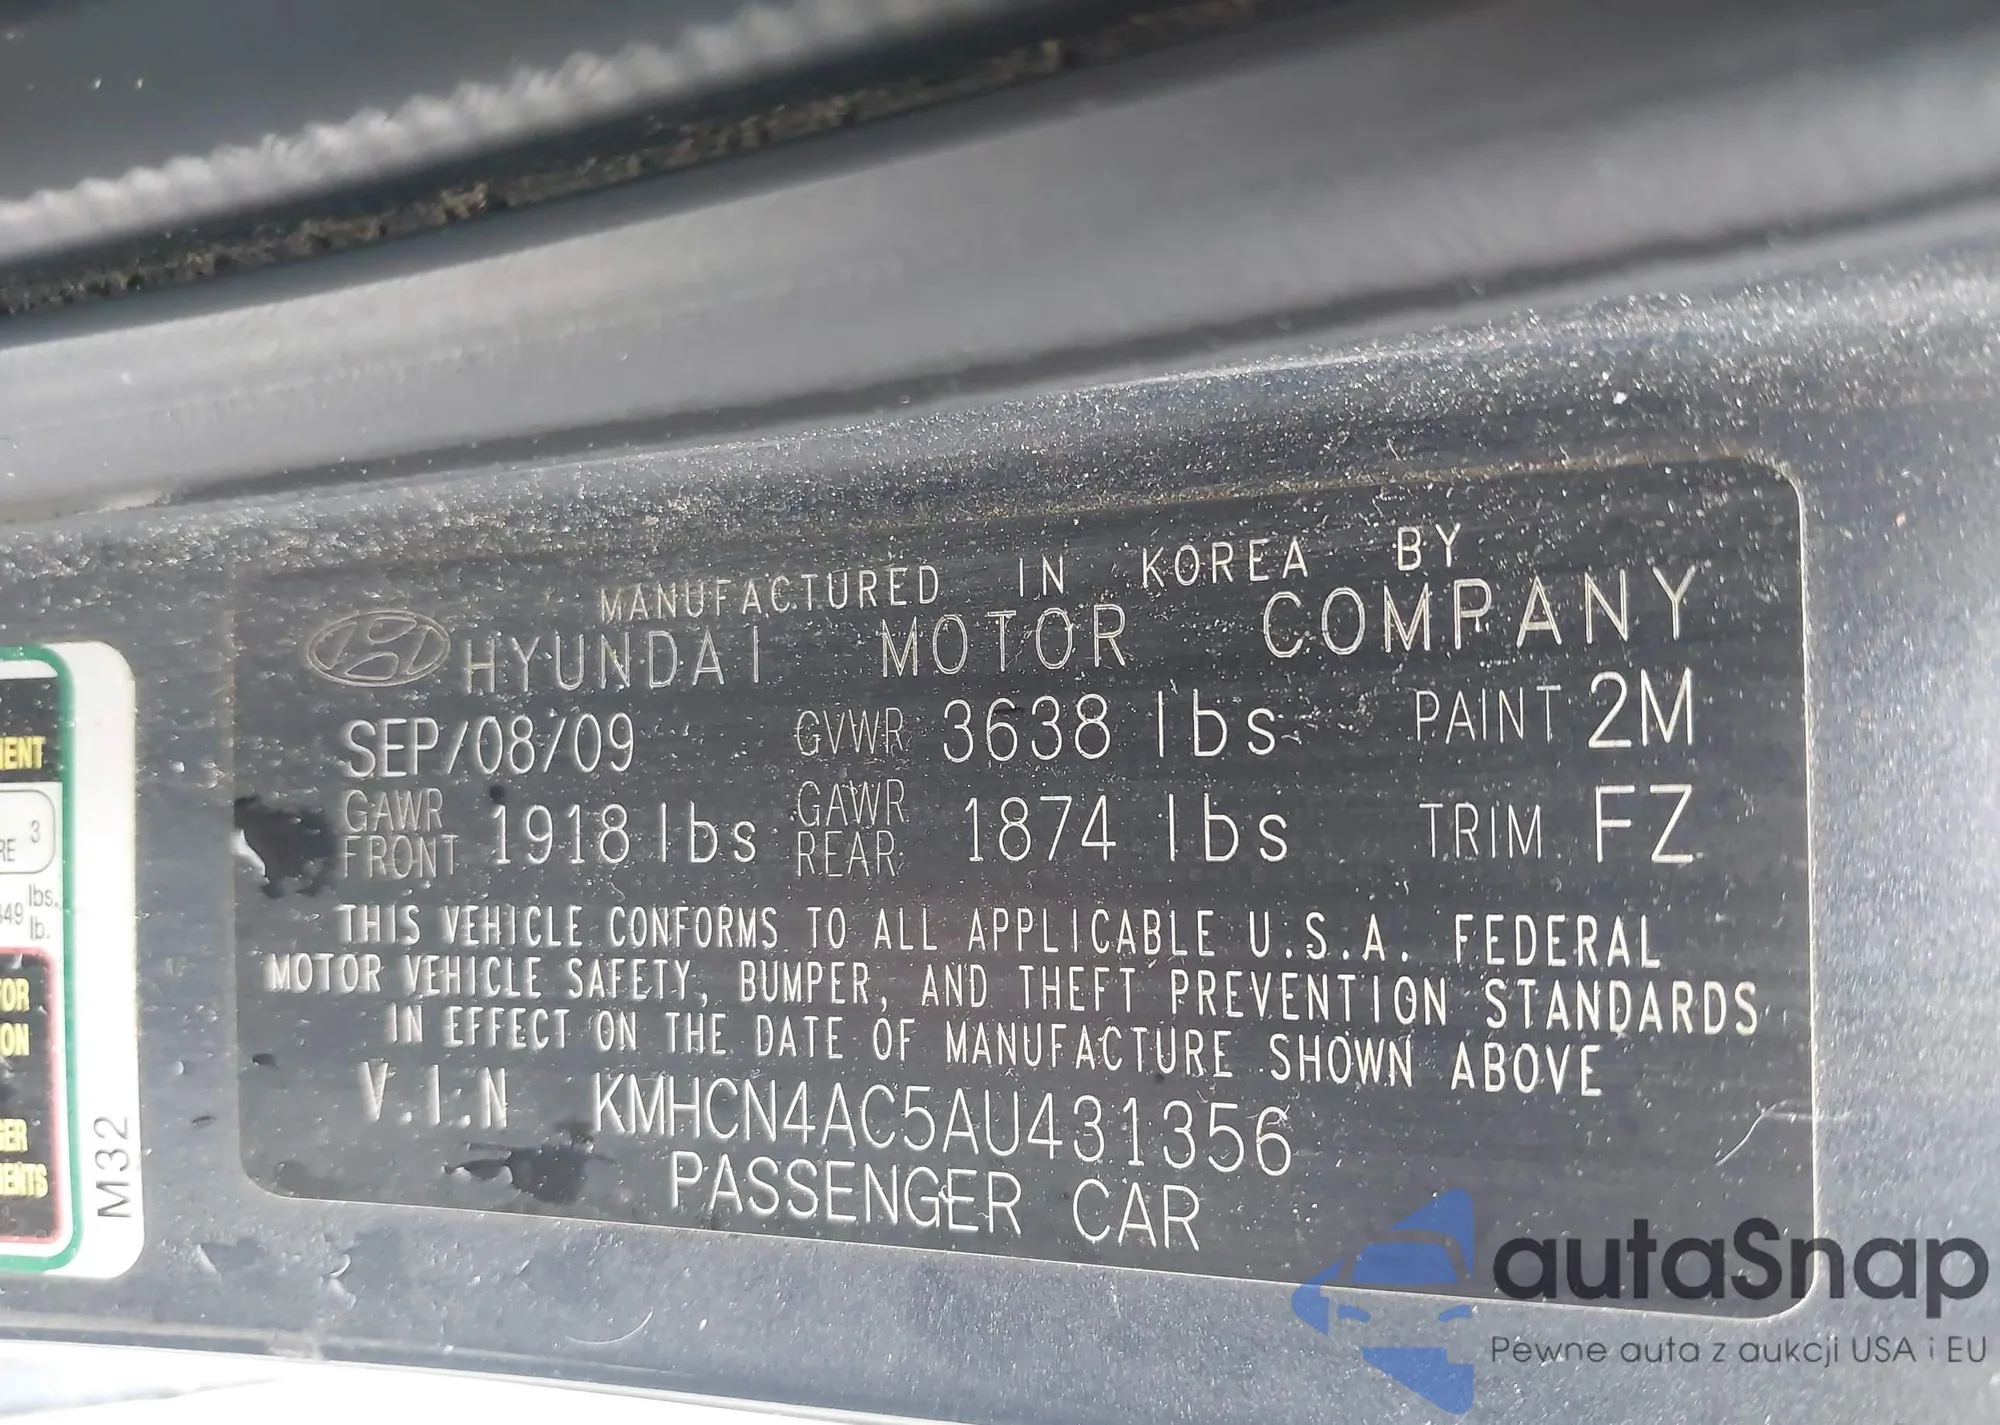 MANUFACTURED IN KOREA BY
HYUNDAI MOTOR COMPANY
SEP/08/09 GVWR 3638 lbs PAINT 2M
GAWR FRONT 1918 lbs GAWR REAR 1874 lbs TRIM FZ
THIS VEHICLE CONFORMS TO ALL APPLICABLE U.S.A. FEDERAL
MOTOR VEHICLE SAFETY, BUMPER, AND THEFT PREVENTION STANDARDS
IN EFFECT ON THE DATE OF MANUFACTURE SHOWN ABOVE
V.I.N KMHCN4AC5AU431356
PASSENGER CAR
3
lbs.
lb.
M32
autaSnap
Pewne auta z aukcji USA i EU